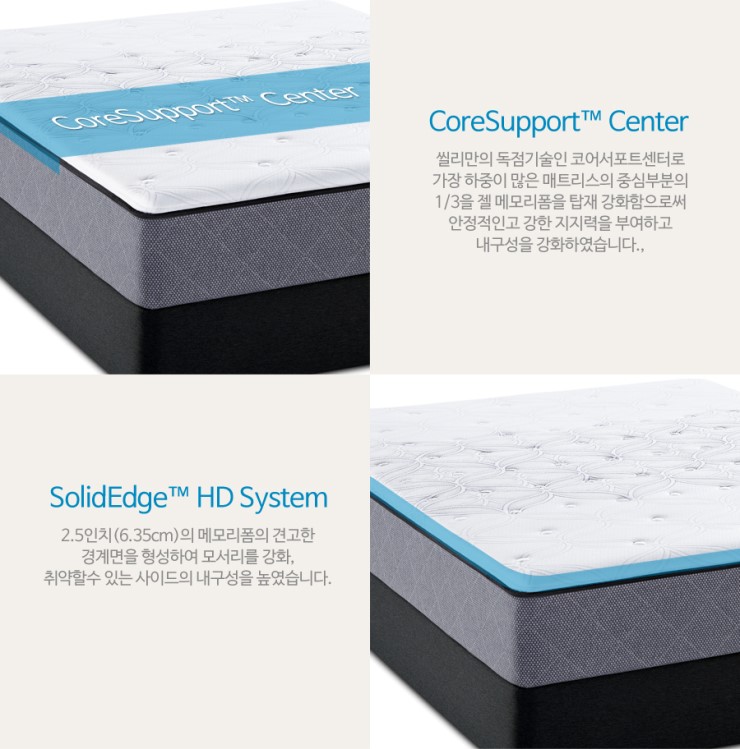 CoreSupport™ Center
CoreSupport™ Center
씰리만의 독점기술인 코어서포트센터로
가장 하중이 많은 매트리스의 중심부분의
1/3을 젤 메모리폼을 탑재 강화함으로써
안정적인고 강한 지지력을 부여하고
내구성을 강화하였습니다.,
SolidEdge™ HD System
2.5인치(6.35cm)의 메모리폼의 견고한
경계면을 형성하여 모서리를 강화,
취약할수 있는 사이드의 내구성을 높였습니다.